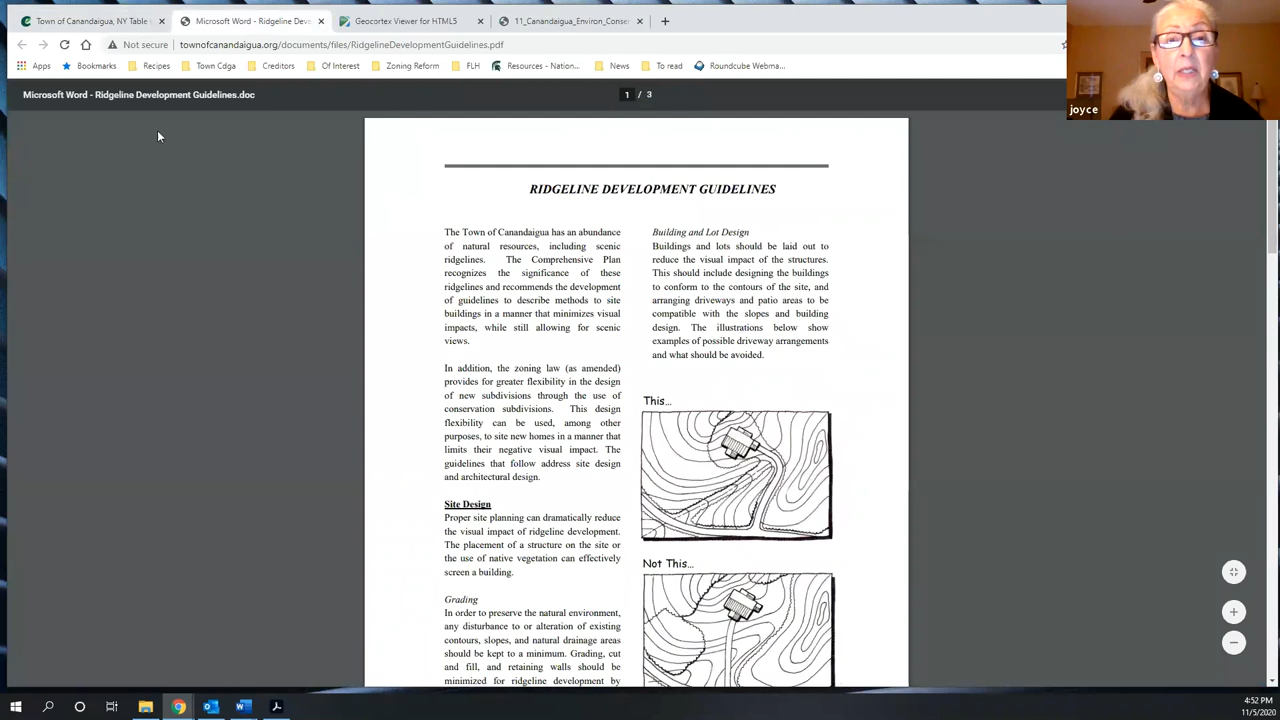 Town of Canandaigua, NY Table
Microsoft Word - Ridgeline Deve
Geocortex Viewer for HTML5
11_Canandaigua_Environ_Conser
Not secure
townofcanandaigua.org/documents/files/RidgelineDevelopmentGuidelines.pdf
Apps
Bookmarks
Recipes
Town Cdga
Creditors
Of Interest
Zoning Reform
FLH
Resources - Nation...
News
To read
Roundcube Webma...
Microsoft Word - Ridgeline Development Guidelines.doc
1 / 3
joyce
RIDGELINE DEVELOPMENT GUIDELINES
The Town of Canandaigua has an abundance
of natural resources, including scenic
ridgelines. The Comprehensive Plan
recognizes the significance of these
ridgelines and recommends the development
of guidelines to describe methods to site
buildings in a manner that minimizes visual
impacts, while still allowing for scenic
views.
In addition, the zoning law (as amended)
provides for greater flexibility in the design
of new subdivisions through the use of
conservation subdivisions. This design
flexibility can be used, among other
purposes, to site new homes in a manner that
limits their negative visual impact. The
guidelines that follow address site design
and architectural design.
Site Design
Proper site planning can dramatically reduce
the visual impact of ridgeline development.
The placement of a structure on the site or
the use of native vegetation can effectively
screen a building.
Grading
In order to preserve the natural environment,
any disturbance to or alteration of existing
contours, slopes, and natural drainage areas
should be kept to a minimum. Grading, cut
and fill, and retaining walls should be
minimized for ridgeline development by
Building and Lot Design
Buildings and lots should be laid out to
reduce the visual impact of the structures.
This should include designing the buildings
to conform to the contours of the site, and
arranging driveways and patio areas to be
compatible with the slopes and building
design. The illustrations below show
examples of possible driveway arrangements
and what should be avoided.
This...
Not This...
4:52 PM
11/5/2020